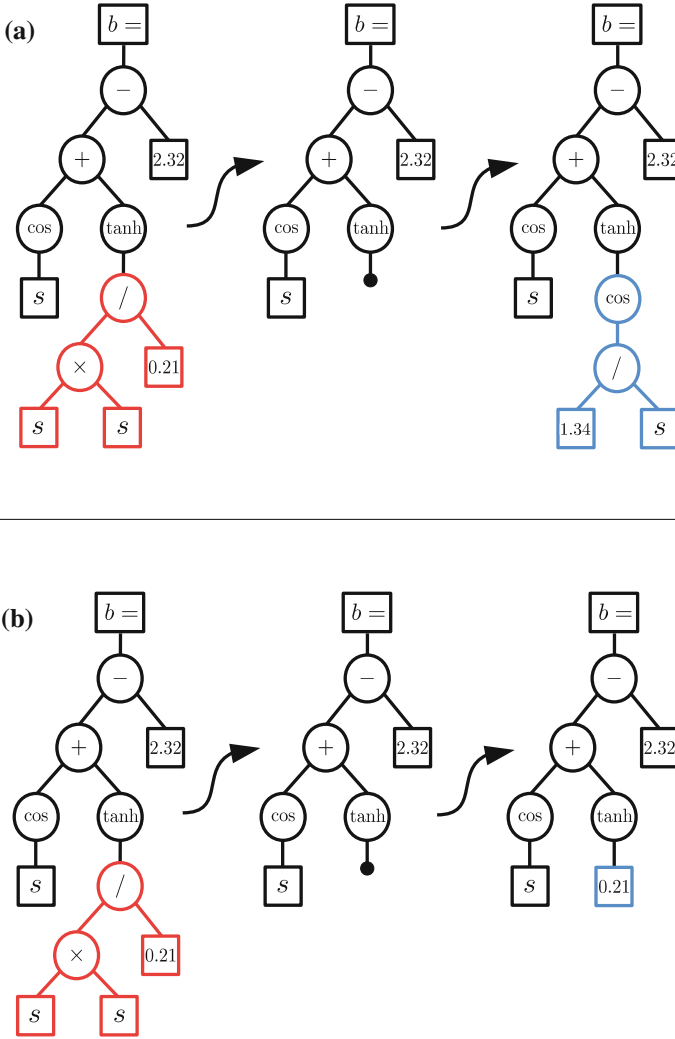 (a)
b = b = b =
− − −
+ 2.32 + 2.32 + 2.32
cos tanh cos tanh cos tanh
s / s s cos
× 0.21 /
s s 1.34 s
(b)
b = b = b =
− − −
+ 2.32 + 2.32 + 2.32
cos tanh cos tanh cos tanh
s / s s 0.21
× 0.21
s s